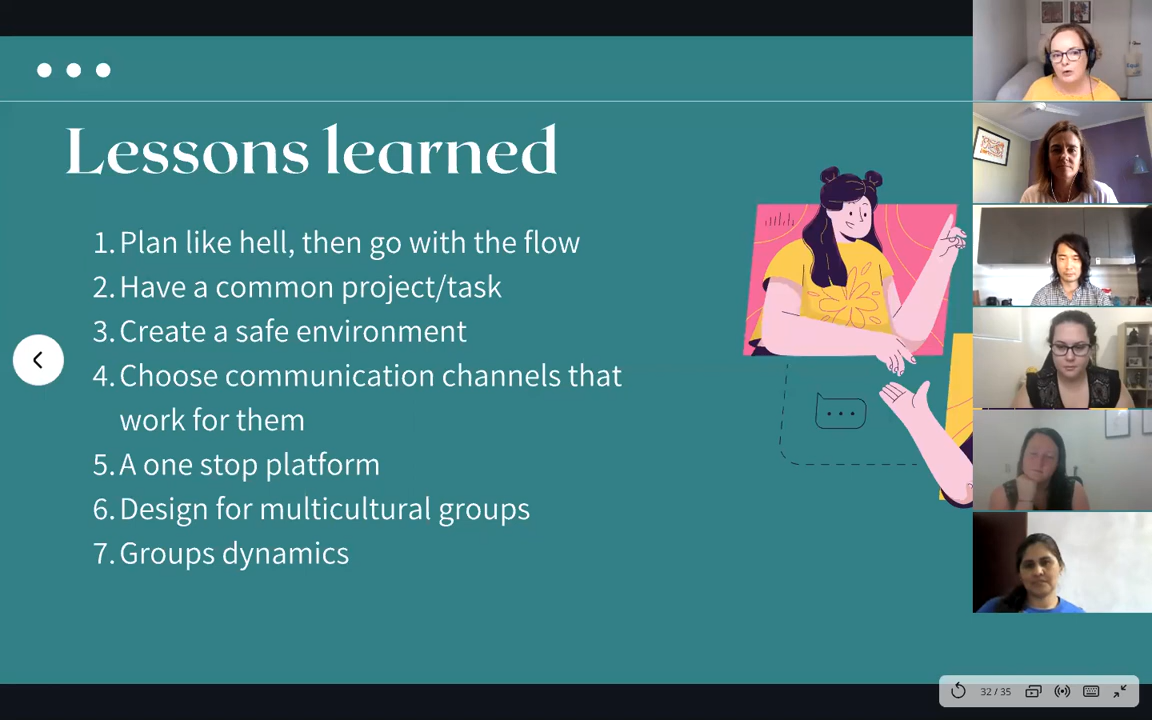 Lessons learned
1. Plan like hell, then go with the flow
2. Have a common project/task
3. Create a safe environment
4. Choose communication channels that
work for them
5. A one stop platform
6. Design for multicultural groups
7. Groups dynamics
32 / 35